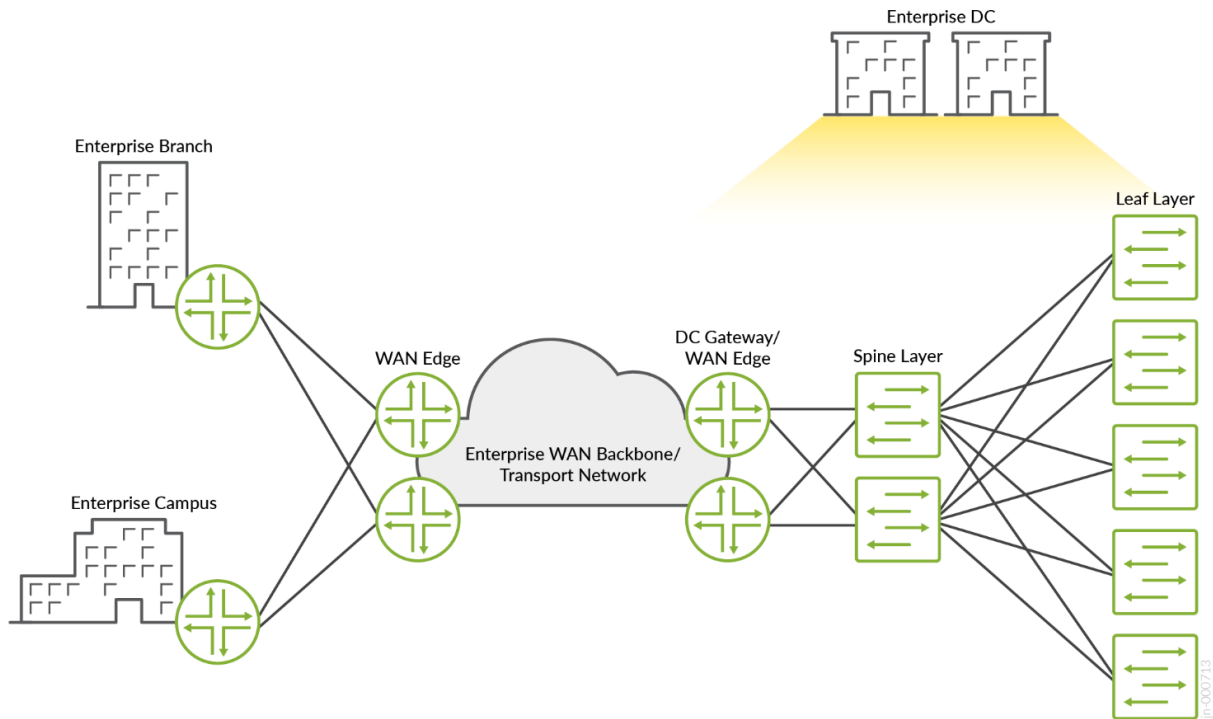 Enterprise DC
Enterprise Branch
Leaf Layer
WAN Edge
DC Gateway/
WAN Edge
Spine Layer
Enterprise WAN Backbone/
Transport Network
Enterprise Campus
jn-000713